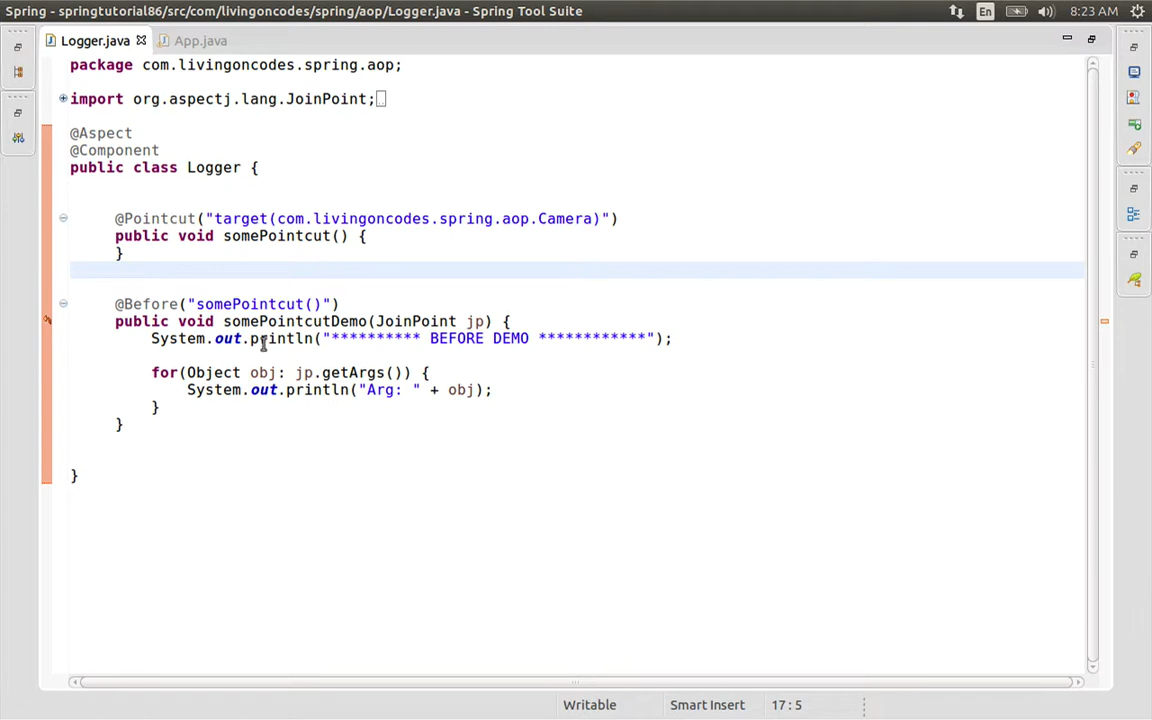 Spring - springtutorial86/src/com/livingoncodes/spring/aop/Logger.java - Spring Tool Suite
En
8:23 AM
Logger.java
App.java
package com.livingoncodes.spring.aop;
import org.aspectj.lang.JoinPoint;
@Aspect
@Component
public class Logger {
@Pointcut("target(com.livingoncodes.spring.aop.Camera)")
public void somePointcut() {
}
@Before("somePointcut()")
public void somePointcutDemo(JoinPoint jp) {
System.out.println("********** BEFORE DEMO ************");
for(Object obj: jp.getArgs()) {
System.out.println("Arg: " + obj);
}
}
}
Writable
Smart Insert
17 : 5